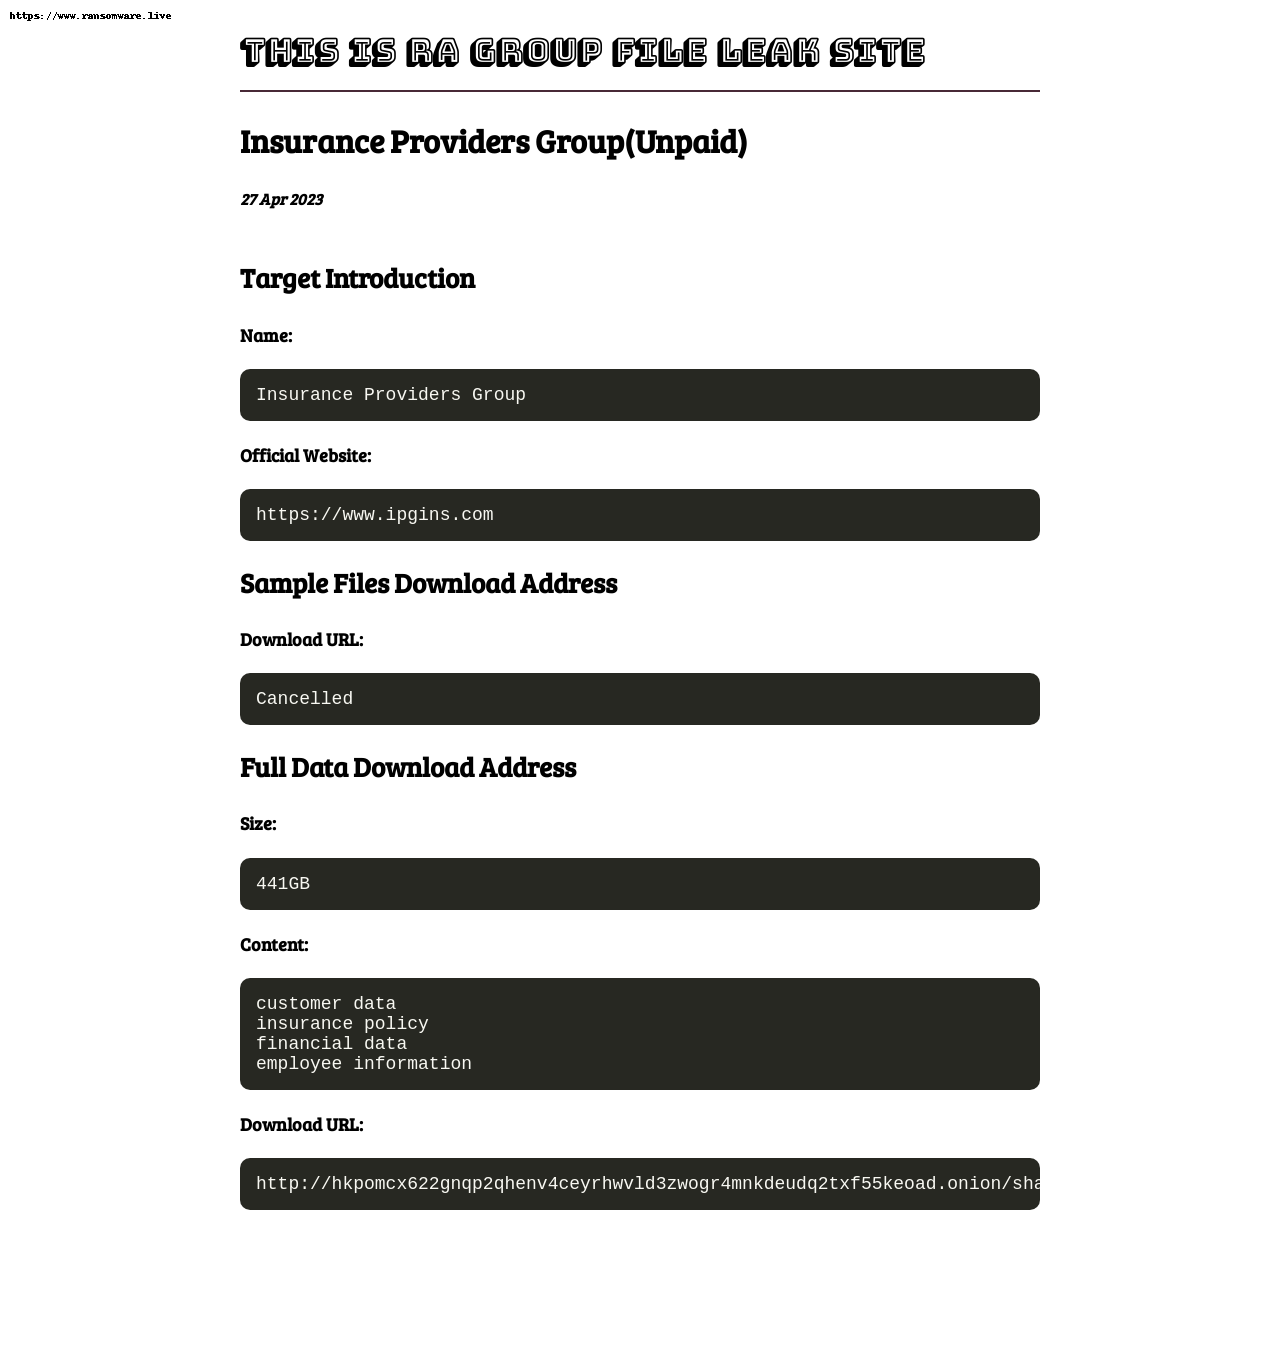 https://www.ransomware.live
THIS IS RA GROUP FILE LEAK SITE
Insurance Providers Group(Unpaid)
27 Apr 2023
Target Introduction
Name:
Insurance Providers Group
Official Website:
https://www.ipgins.com
Sample Files Download Address
Download URL:
Cancelled
Full Data Download Address
Size:
441GB
Content:
customer data
insurance policy
financial data
employee information
Download URL:
http://hkpomcx622gnqp2qhenv4ceyrhwvld3zwogr4mnkdeudq2txf55keoad.onion/sha